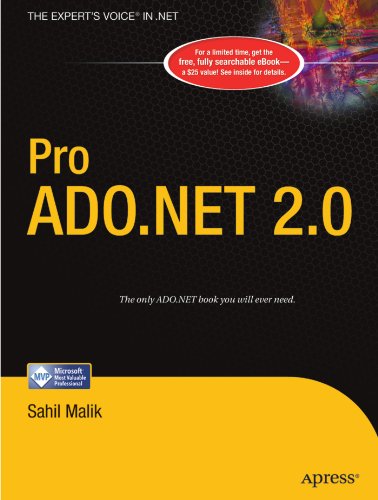 THE EXPERT'S VOICE® IN .NET
For a limited time, get the
free, fully searchable eBook—
a $25 value! See inside for details.
Pro
ADO.NET 2.0
The only ADO.NET book you will ever need.
MVP
Microsoft
Most Valuable
Professional
Sahil Malik
Apress®